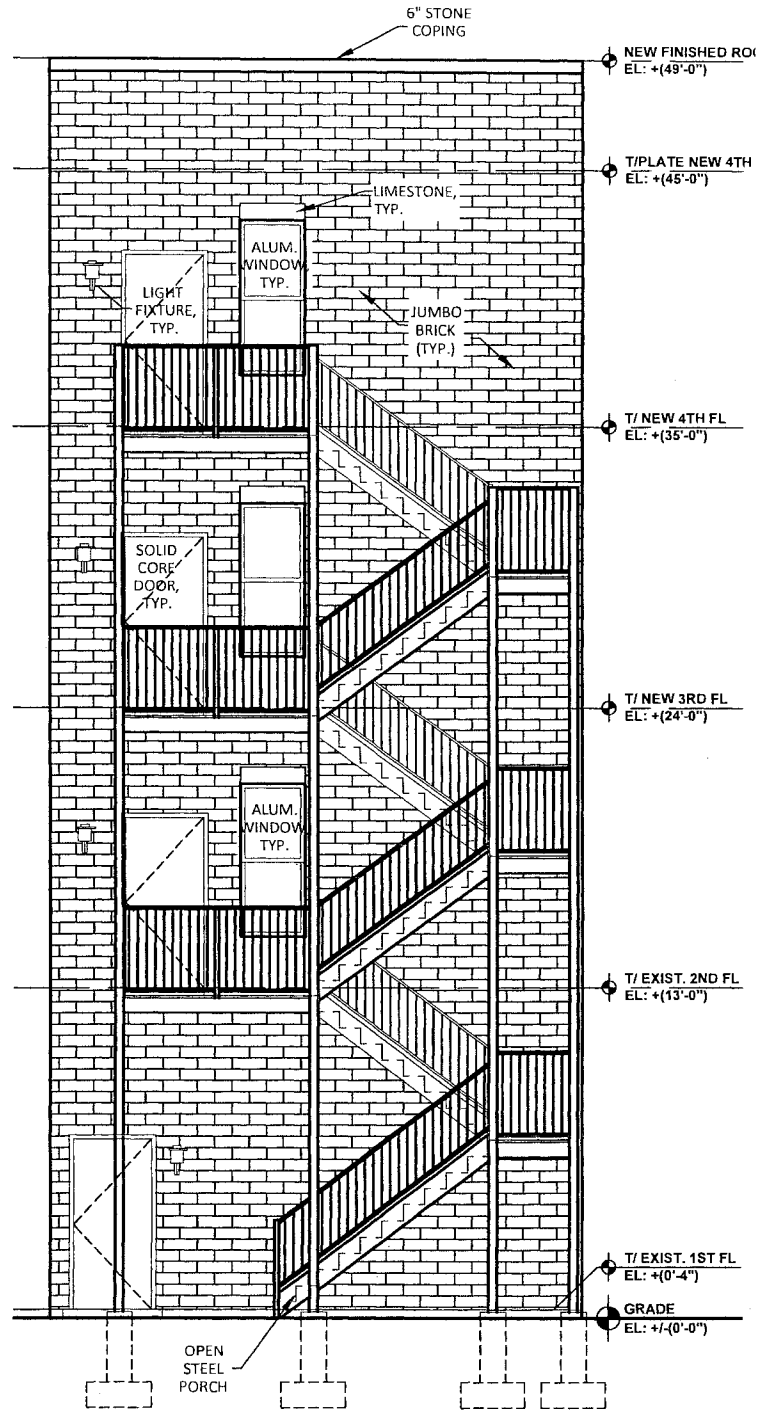 6" STONE
COPING
NEW FINISHED
EL: +(49'-0")
T/PLATE NEW 4TH
EL: +(45'-0")
LIMESTONE,
TYP.
ALUM.
WINDOW
TYP.
LIGHT
FIXTURE,
TYP.
JUMBO
BRICK
(TYP.)
T/ NEW 4TH FL
EL: +(35'-0")
SOLID
CORE
DOOR,
TYP.
T/ NEW 3RD FL
EL: +(24'-0")
ALUM.
WINDOW
TYP.
T/ EXIST. 2ND FL
EL: +(13'-0")
T/ EXIST. 1ST FL
EL: +(0'-4")
GRADE
EL: +/-(0'-0")
OPEN
STEEL
PORCH